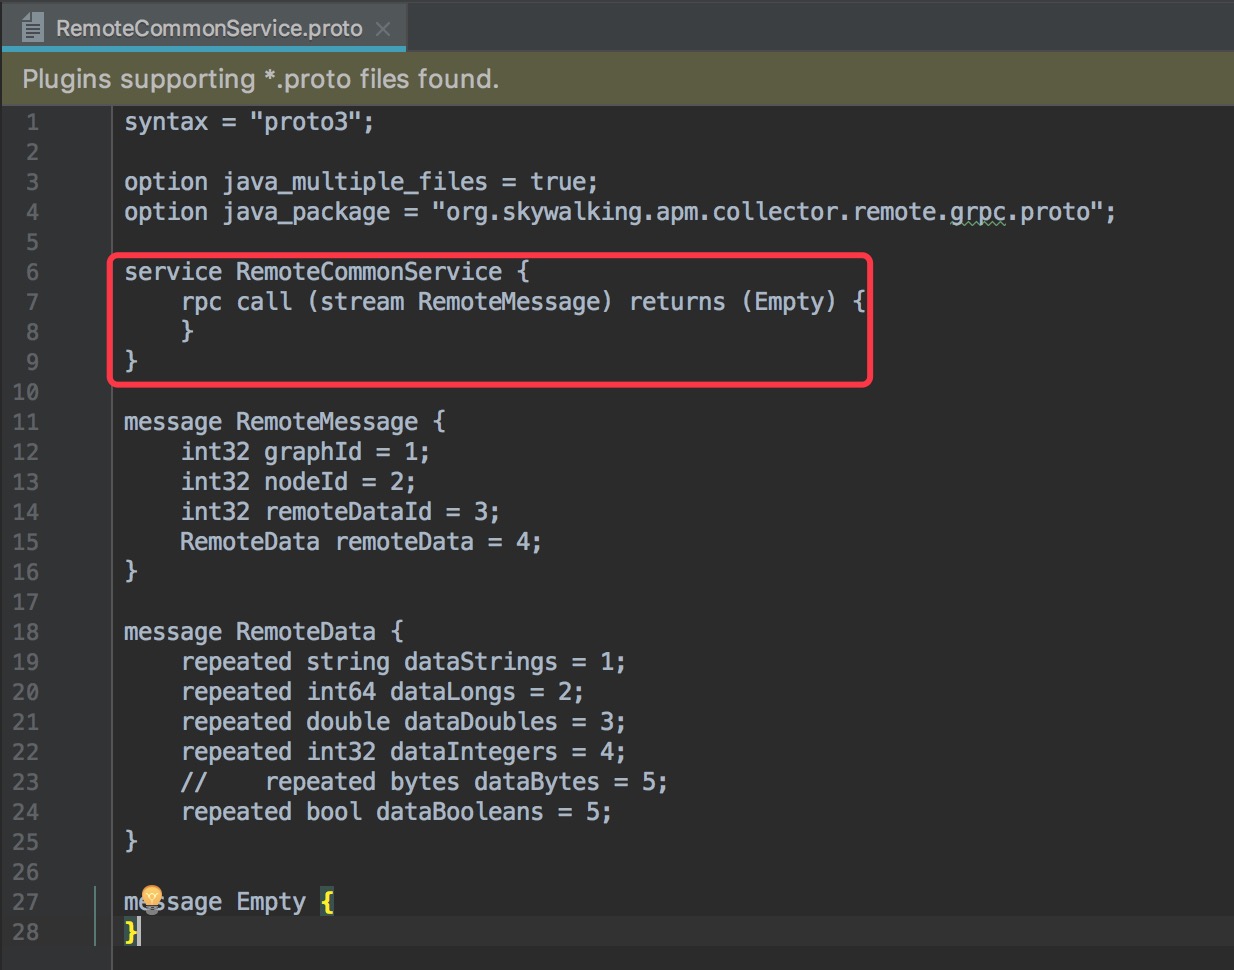 RemoteCommonService.proto
Plugins supporting *.proto files found.
1 syntax = "proto3";
2
3 option java_multiple_files = true;
4 option java_package = "org.skywalking.apm.collector.remote.grpc.proto";
5
6 service RemoteCommonService {
7     rpc call (stream RemoteMessage) returns (Empty) {
8     }
9 }
10
11 message RemoteMessage {
12     int32 graphId = 1;
13     int32 nodeId = 2;
14     int32 remoteDataId = 3;
15     RemoteData remoteData = 4;
16 }
17
18 message RemoteData {
19     repeated string dataStrings = 1;
20     repeated int64 dataLongs = 2;
21     repeated double dataDoubles = 3;
22     repeated int32 dataIntegers = 4;
23     //    repeated bytes dataBytes = 5;
24     repeated bool dataBooleans = 5;
25 }
26
27 message Empty {
28 }